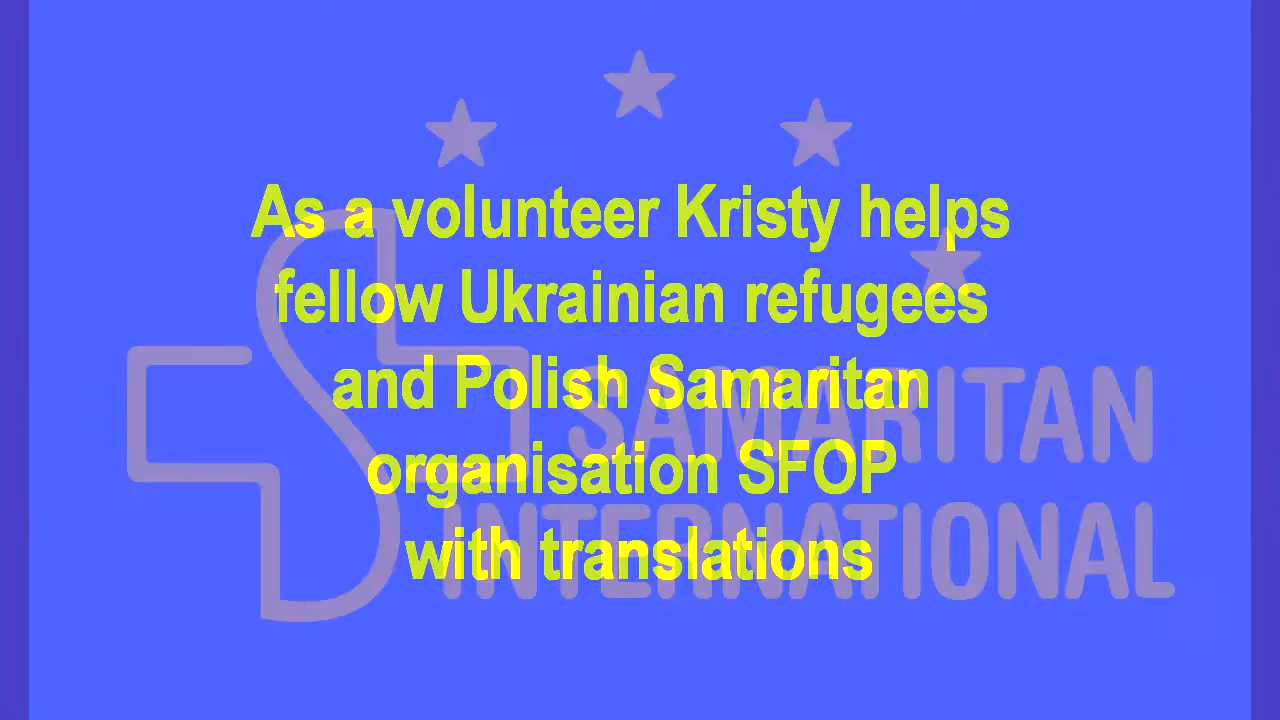 As a volunteer Kristy helps
fellow Ukrainian refugees
and Polish Samaritan
organisation SFOP
with translations
SAMARITAN
INTERNATIONAL